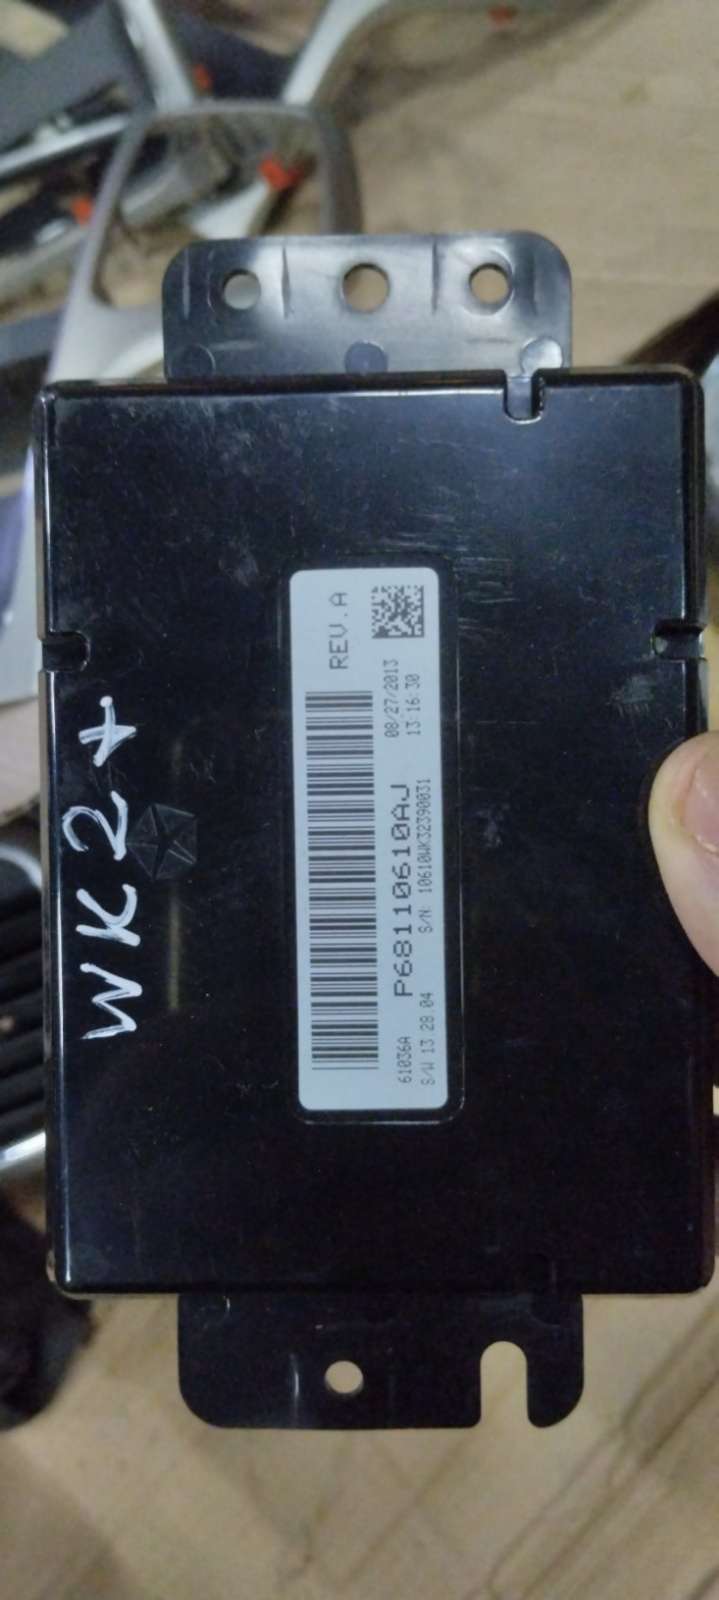 WK2+
REV.A
08/27/2013
13:16:30
P68110610AJ
S/N: 10610WK32390031
61036A
S/W 13.28.04